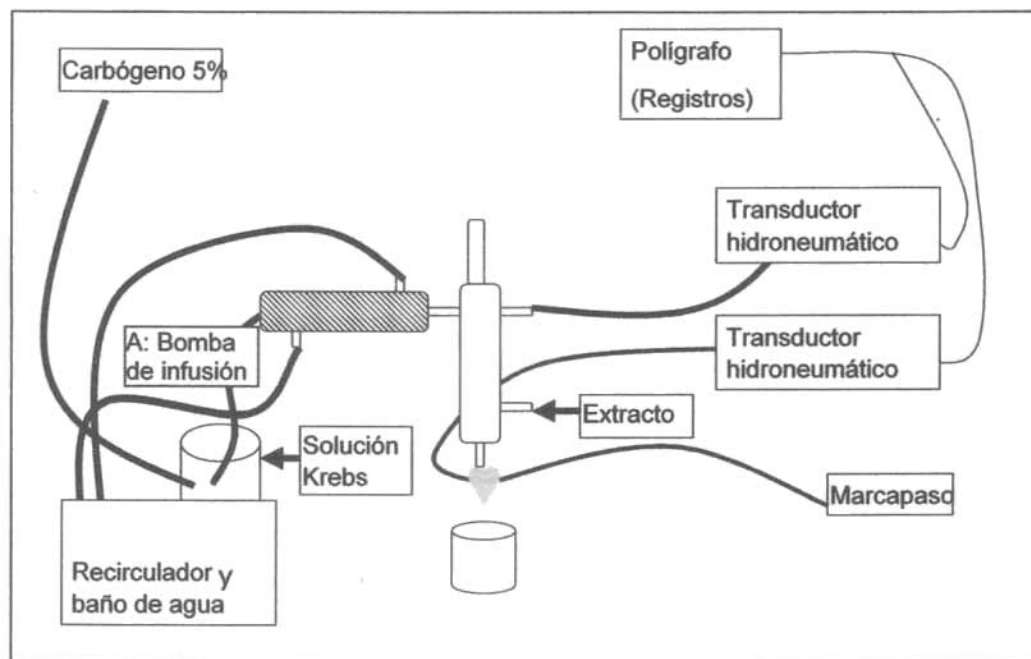 Carbógeno 5%
Polígrafo
(Registros)
Transductor
hidroneumático
A: Bomba
de infusión
Transductor
hidroneumático
Extracto
Solución
Krebs
Marcapaso
Recirculador y
baño de agua